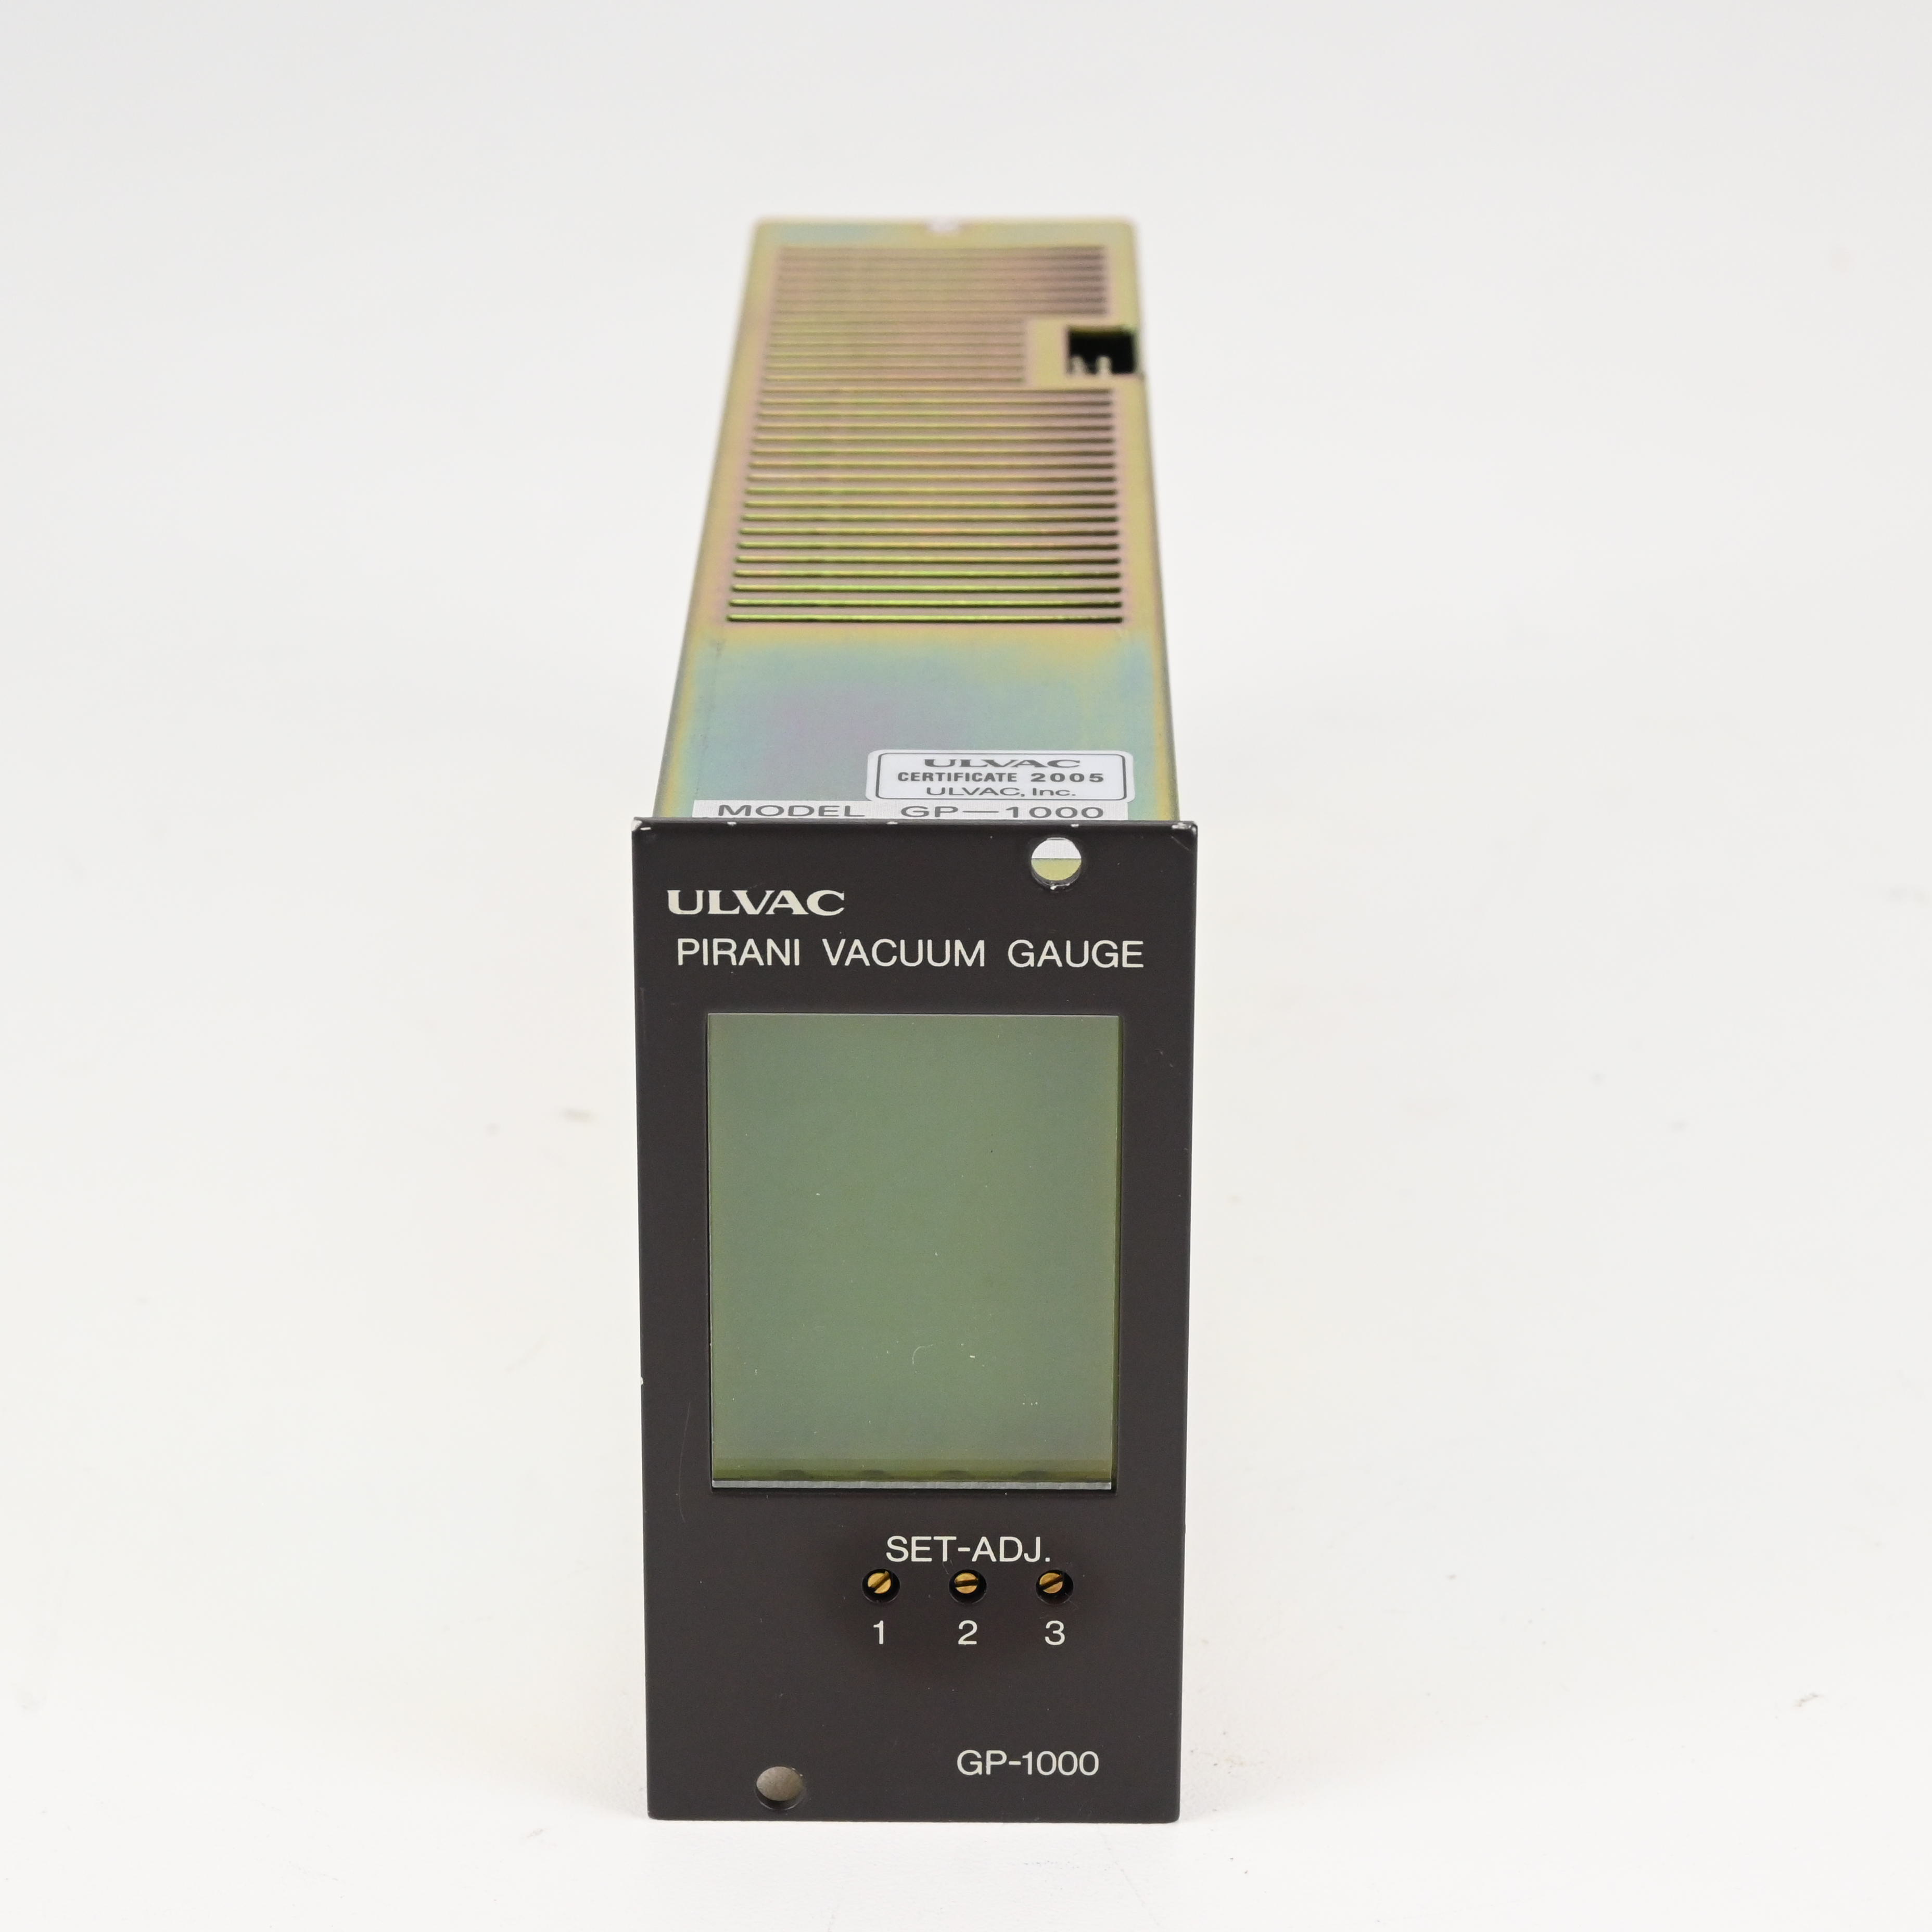 ULVAC
CERTIFICATE 2005
ULVAC, Inc.
MODEL GP-1000
ULVAC
PIRANI VACUUM GAUGE
SET-ADJ.
1 2 3
GP-1000